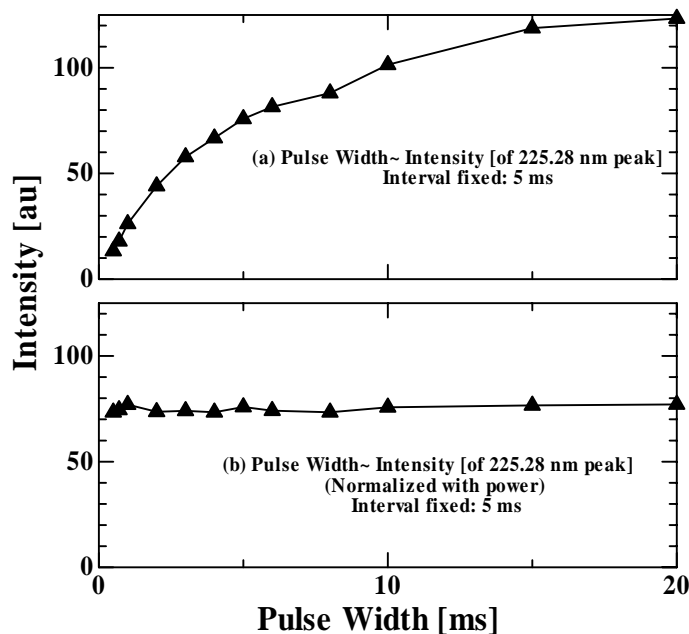 100
50
0
(a) Pulse Width~ Intensity [of 225.28 nm peak]
Interval fixed: 5 ms
Intensity [au]
100
50
0
(b) Pulse Width~ Intensity [of 225.28 nm peak]
(Normalized with power)
Interval fixed: 5 ms
0 10 20
Pulse Width [ms]